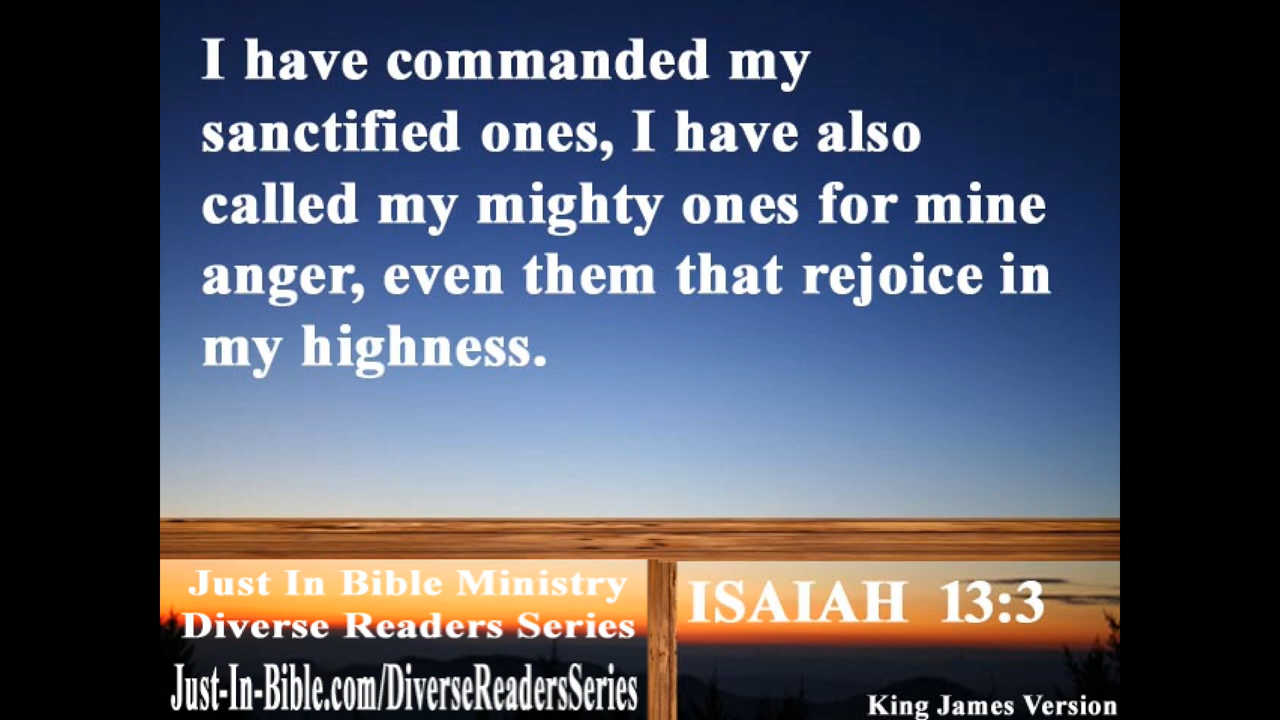 I have commanded my
sanctified ones, I have also
called my mighty ones for mine
anger, even them that rejoice in
my highness.
Just In Bible Ministry
Diverse Readers Series
Just-In-Bible.com/DiverseReadersSeries
ISAIAH 13:3
King James Version